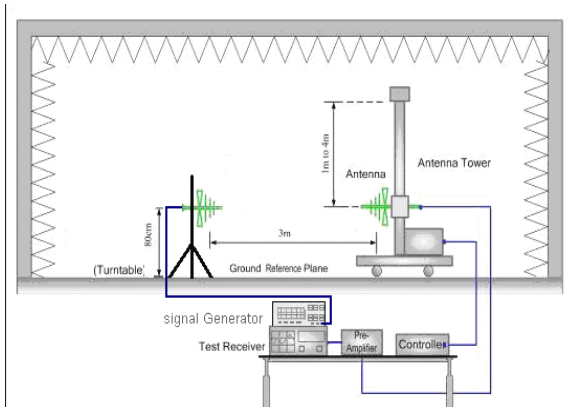 1m to 4m
Antenna Tower
Antenna
80cm
3m
(Turntable)
Ground Reference Plane
signal Generator
Test Receiver
Pre-
Amplifier
Controller